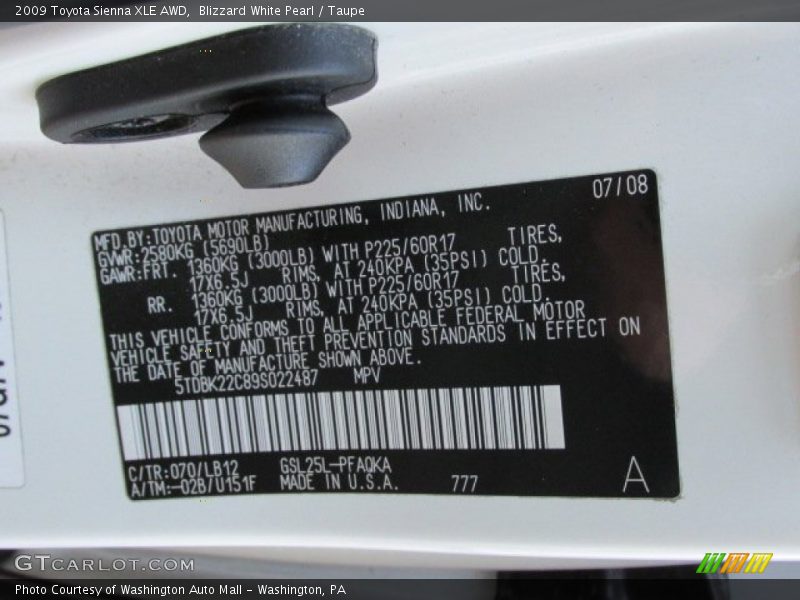 2009 Toyota Sienna XLE AWD,  Blizzard White Pearl / Taupe
07/08
MFD.BY:TOYOTA MOTOR MANUFACTURING, INDIANA, INC.
GVWR:2580KG (5690LB)
GAWR:FRT. 1360KG (3000LB) WITH P225/60R17 TIRES,
17X6.5J RIMS, AT 240KPA (35PSI) COLD.
RR. 1360KG (3000LB) WITH P225/60R17 TIRES,
17X6.5J RIMS, AT 240KPA (35PSI) COLD.
THIS VEHICLE CONFORMS TO ALL APPLICABLE FEDERAL MOTOR
VEHICLE SAFETY AND THEFT PREVENTION STANDARDS IN EFFECT ON
THE DATE OF MANUFACTURE SHOWN ABOVE.
5TDBK22C89S022487 MPV
C/TR:070/LB12 GSL25L-PFAQKA
A/TM:-02B/U151F MADE IN U.S.A. 777
A
GTCARLOT.COM
Photo Courtesy of Washington Auto Mall - Washington, PA